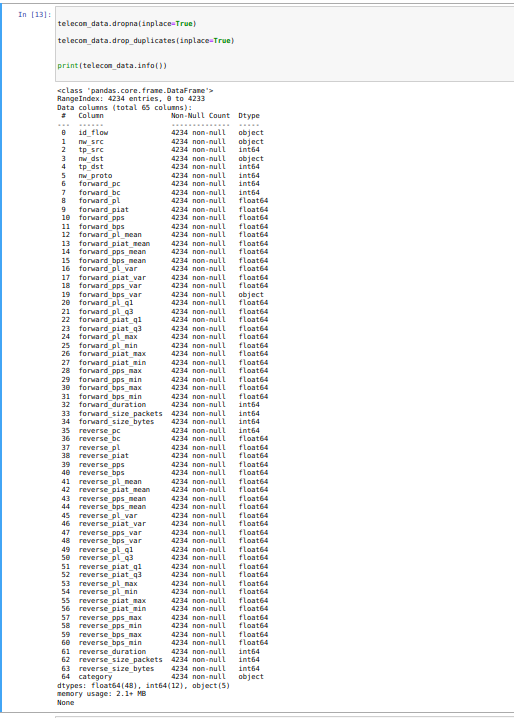 In [13]:
telecom_data.dropna(inplace=True)
telecom_data.drop_duplicates(inplace=True)
print(telecom_data.info())
<class 'pandas.core.frame.DataFrame'>
RangeIndex: 4234 entries, 0 to 4233
Data columns (total 65 columns):
# Column Non-Null Count Dtype
--- ------ -------------- -----
0 id_flow 4234 non-null object
1 nw_src 4234 non-null object
2 tp_src 4234 non-null int64
3 nw_dst 4234 non-null object
4 tp_dst 4234 non-null int64
5 nw_proto 4234 non-null int64
6 forward_pc 4234 non-null int64
7 forward_bc 4234 non-null int64
8 forward_pl 4234 non-null float64
9 forward_piat 4234 non-null float64
10 forward_pps 4234 non-null float64
11 forward_bps 4234 non-null float64
12 forward_pl_mean 4234 non-null float64
13 forward_piat_mean 4234 non-null float64
14 forward_pps_mean 4234 non-null float64
15 forward_bps_mean 4234 non-null float64
16 forward_pl_var 4234 non-null float64
17 forward_piat_var 4234 non-null float64
18 forward_pps_var 4234 non-null float64
19 forward_bps_var 4234 non-null object
20 forward_pl_q1 4234 non-null float64
21 forward_pl_q3 4234 non-null float64
22 forward_piat_q1 4234 non-null float64
23 forward_piat_q3 4234 non-null float64
24 forward_pl_max 4234 non-null float64
25 forward_pl_min 4234 non-null float64
26 forward_piat_max 4234 non-null float64
27 forward_piat_min 4234 non-null float64
28 forward_pps_max 4234 non-null float64
29 forward_pps_min 4234 non-null float64
30 forward_bps_max 4234 non-null float64
31 forward_bps_min 4234 non-null float64
32 forward_duration 4234 non-null int64
33 forward_size_packets 4234 non-null int64
34 forward_size_bytes 4234 non-null int64
35 reverse_pc 4234 non-null int64
36 reverse_bc 4234 non-null float64
37 reverse_pl 4234 non-null float64
38 reverse_piat 4234 non-null float64
39 reverse_pps 4234 non-null float64
40 reverse_bps 4234 non-null float64
41 reverse_pl_mean 4234 non-null float64
42 reverse_piat_mean 4234 non-null float64
43 reverse_pps_mean 4234 non-null float64
44 reverse_bps_mean 4234 non-null float64
45 reverse_pl_var 4234 non-null float64
46 reverse_piat_var 4234 non-null float64
47 reverse_pps_var 4234 non-null float64
48 reverse_bps_var 4234 non-null float64
49 reverse_pl_q1 4234 non-null float64
50 reverse_pl_q3 4234 non-null float64
51 reverse_piat_q1 4234 non-null float64
52 reverse_piat_q3 4234 non-null float64
53 reverse_pl_max 4234 non-null float64
54 reverse_pl_min 4234 non-null float64
55 reverse_piat_max 4234 non-null float64
56 reverse_piat_min 4234 non-null float64
57 reverse_pps_max 4234 non-null float64
58 reverse_pps_min 4234 non-null float64
59 reverse_bps_max 4234 non-null float64
60 reverse_bps_min 4234 non-null float64
61 reverse_duration 4234 non-null int64
62 reverse_size_packets 4234 non-null int64
63 reverse_size_bytes 4234 non-null int64
64 category 4234 non-null object
dtypes: float64(48), int64(12), object(5)
memory usage: 2.1+ MB
None